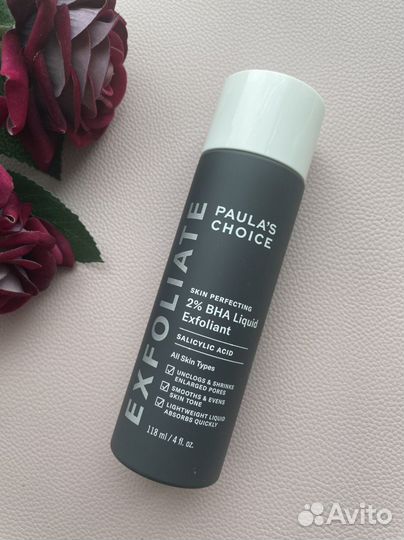 EXFOLIATE
PAULA'S
CHOICE
SKIN PERFECTING
2% BHA Liquid
Exfoliant
SALICYLIC ACID
All Skin Types
UNCLOGS & SHRINKS
ENLARGED PORES
SMOOTHS & EVENS
SKIN TONE
LIGHTWEIGHT LIQUID
ABSORBS QUICKLY
118 ml / 4 fl. oz.
Avito